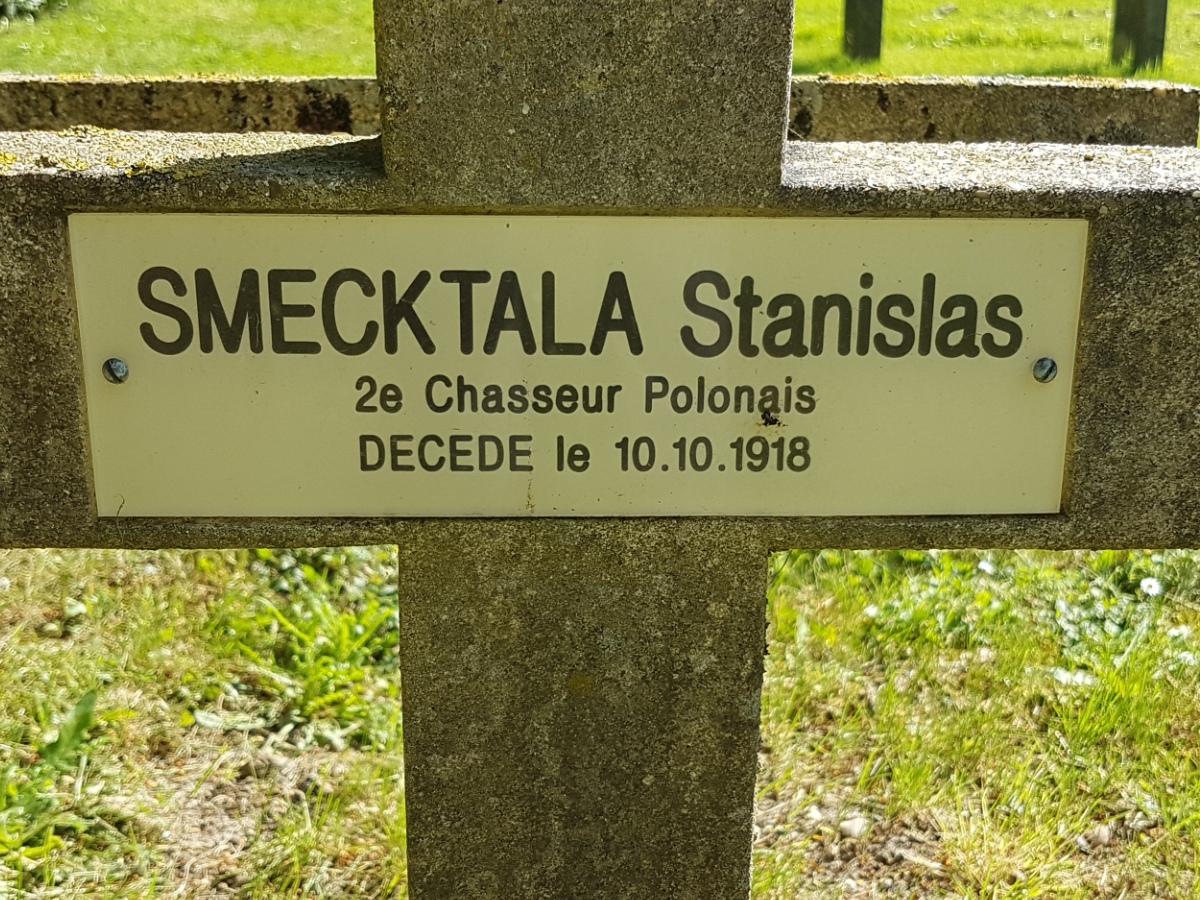 SMECKTALA Stanislas
2e Chasseur Polonais
DECEDE le 10.10.1918